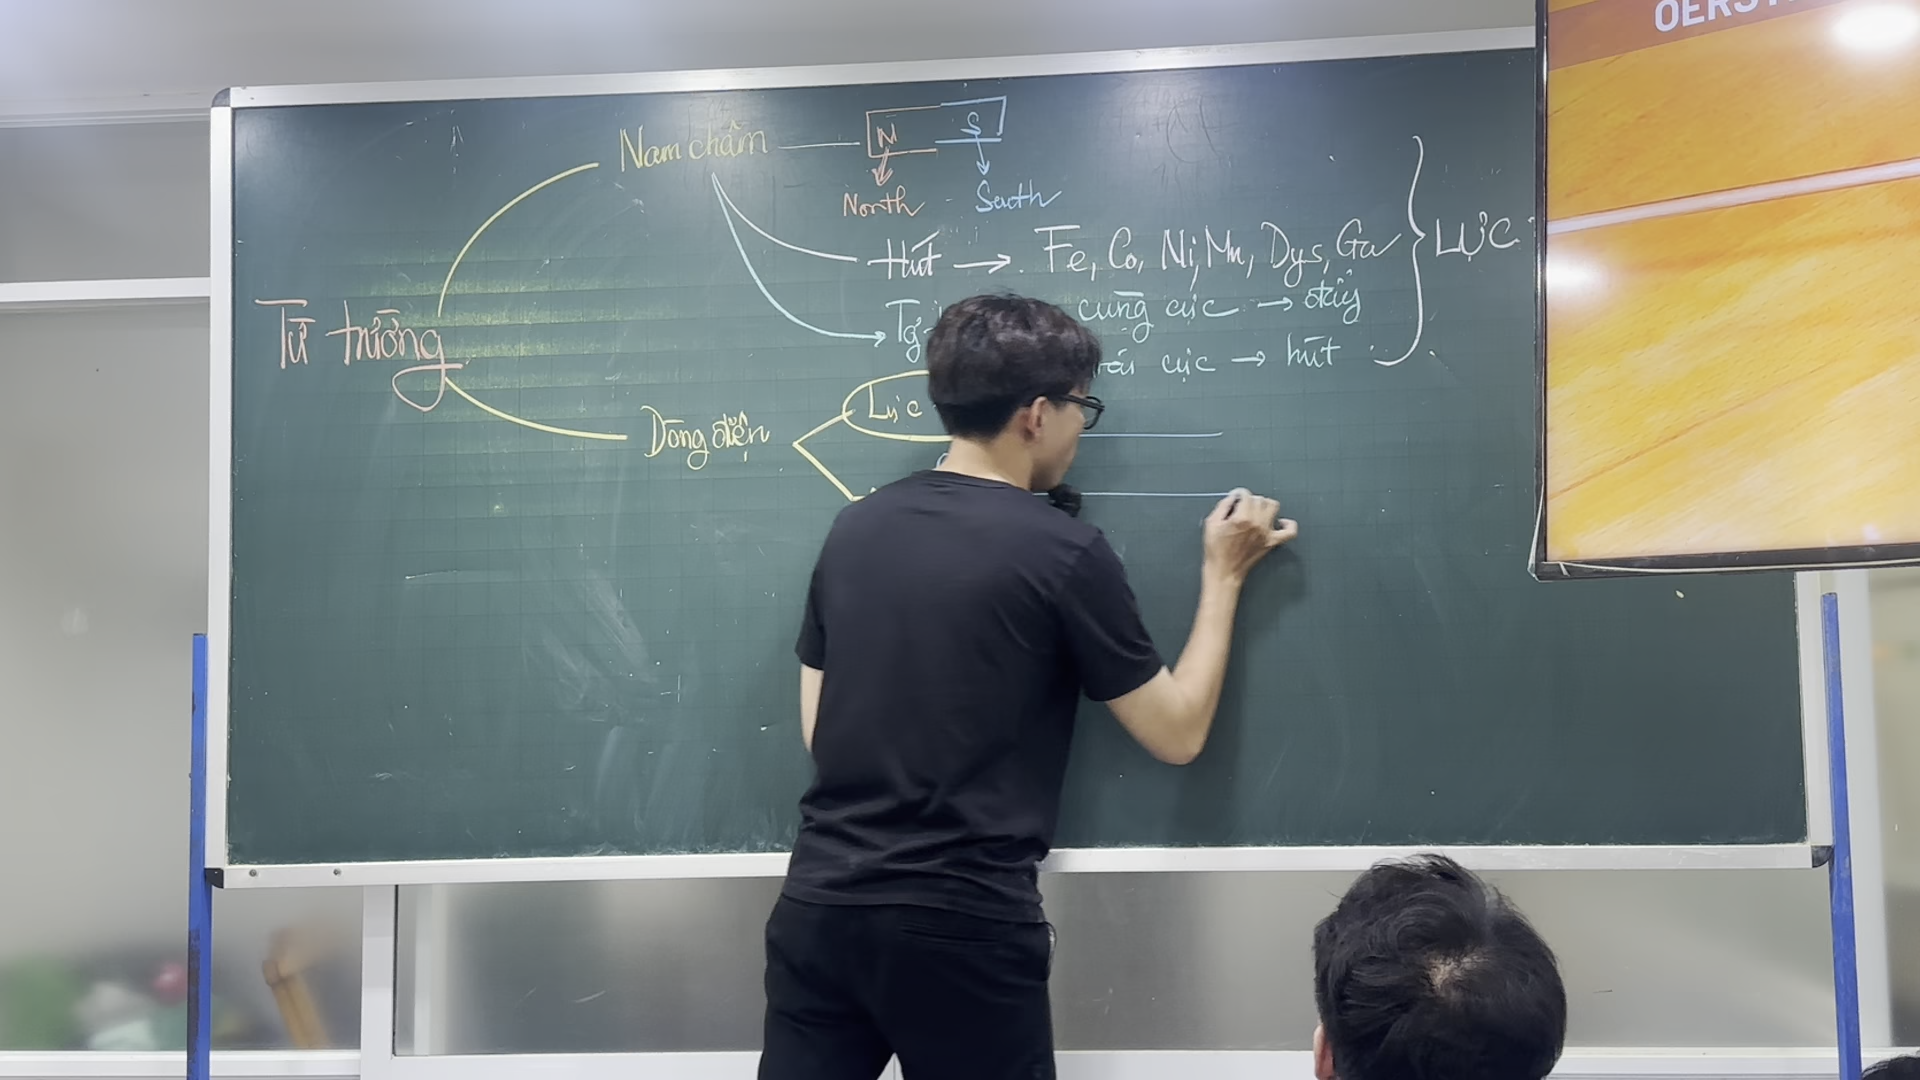 OERST
Nam châm
N S
North - South
Hút → Fe, Co, Ni, Mn, Dys, Ga } LỰC
cùng cực → đẩy
Từ trường
cực → hút
Lực
Dòng điện